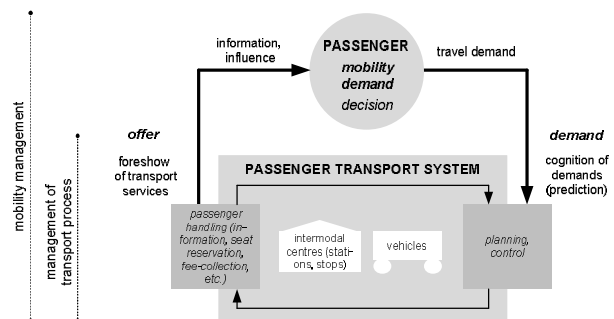 PASSENGER
mobility
demand
decision
information,
influence
travel demand
offer
foreshow
of transport
services
demand
cognition of
demands
(prediction)
PASSENGER TRANSPORT SYSTEM
passenger
handling (in-
formation, seat
reservation,
fee-collection,
etc.)
intermodal
centres (stati-
ons, stops)
vehicles
planning,
control
mobility management
management of
transport process